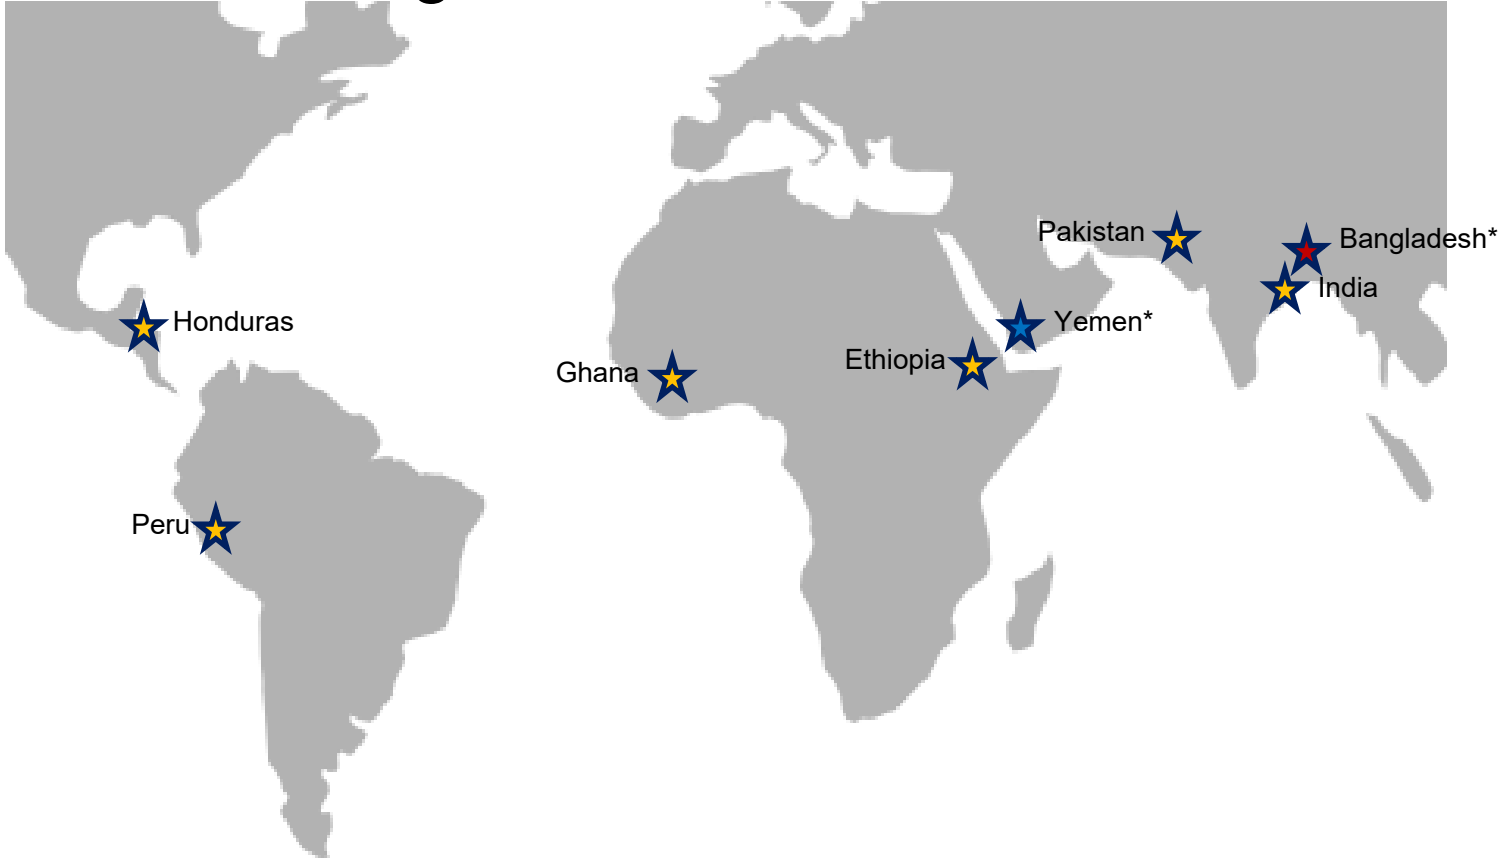 Pakistan
Bangladesh*
India
Honduras
Yemen*
Ethiopia
Ghana
Peru